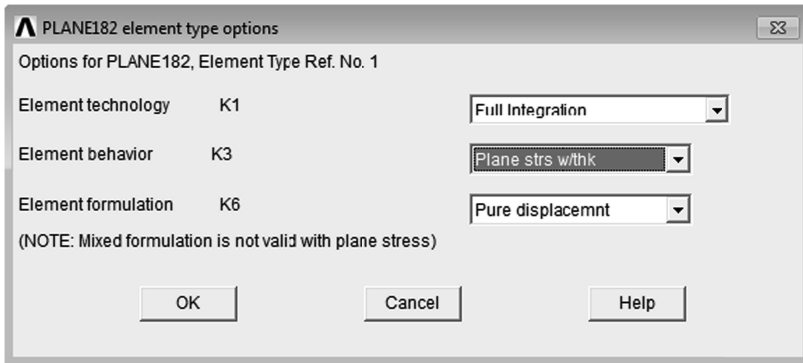 PLANE182 element type options
Options for PLANE182, Element Type Ref. No. 1
Element technology K1 Full Integration
Element behavior K3 Plane strs w/thk
Element formulation K6 Pure displacemnt
(NOTE: Mixed formulation is not valid with plane stress)
OK Cancel Help